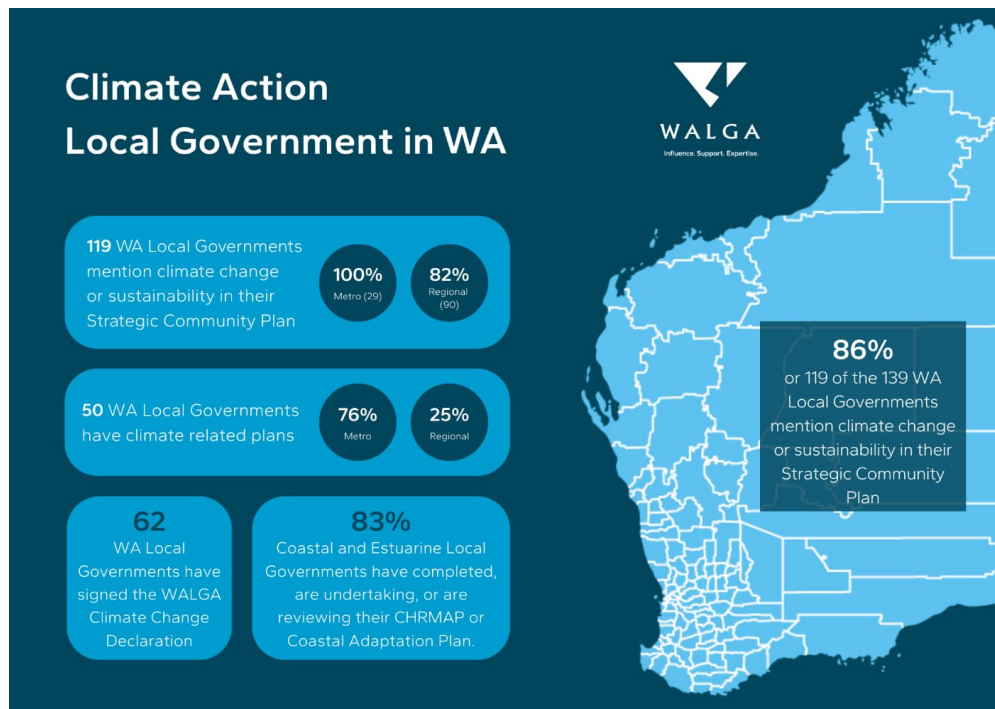 Climate Action
Local Government in WA
WALGA
Influence. Support. Expertise.
119 WA Local Governments
mention climate change
or sustainability in their
Strategic Community Plan
100%
Metro (29)
82%
Regional
(90)
50 WA Local Governments
have climate related plans
76%
Metro
25%
Regional
62
WA Local
Governments have
signed the WALGA
Climate Change
Declaration
83%
Coastal and Estuarine Local
Governments have completed,
are undertaking, or are
reviewing their CHRMAP or
Coastal Adaptation Plan.
86%
or 119 of the 139 WA
Local Governments
mention climate change
or sustainability in their
Strategic Community
Plan